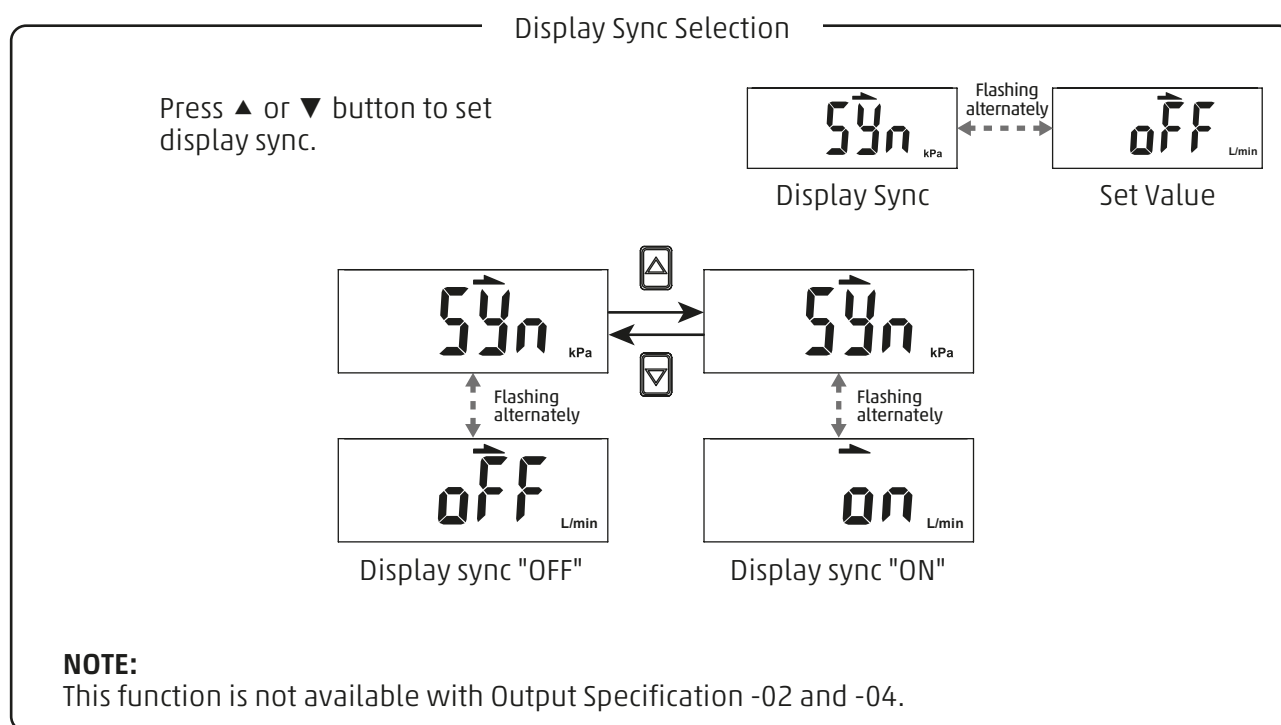 Display Sync Selection
Press ▲ or ▼ button to set
display sync.
Syn kPa
Flashing
alternately
oFF L/min
Display Sync
Set Value
Syn kPa
Syn kPa
Flashing
alternately
Flashing
alternately
oFF L/min
on L/min
Display sync "OFF"
Display sync "ON"
NOTE:
This function is not available with Output Specification -02 and -04.